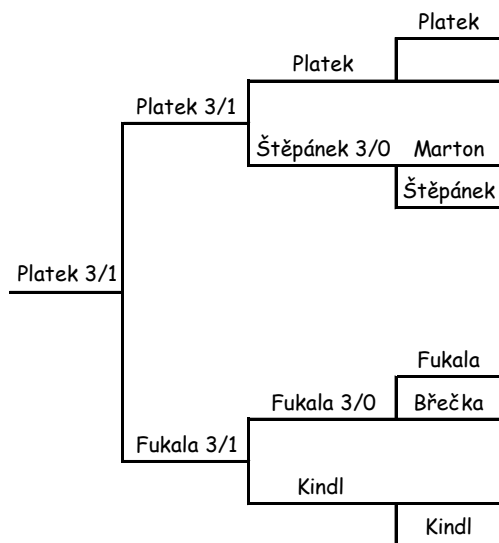 Platek
Platek
Platek 3/1
Štěpánek 3/0
Marton
Štěpánek
Platek 3/1
Fukala
Fukala 3/0
Břečka
Fukala 3/1
Kindl
Kindl